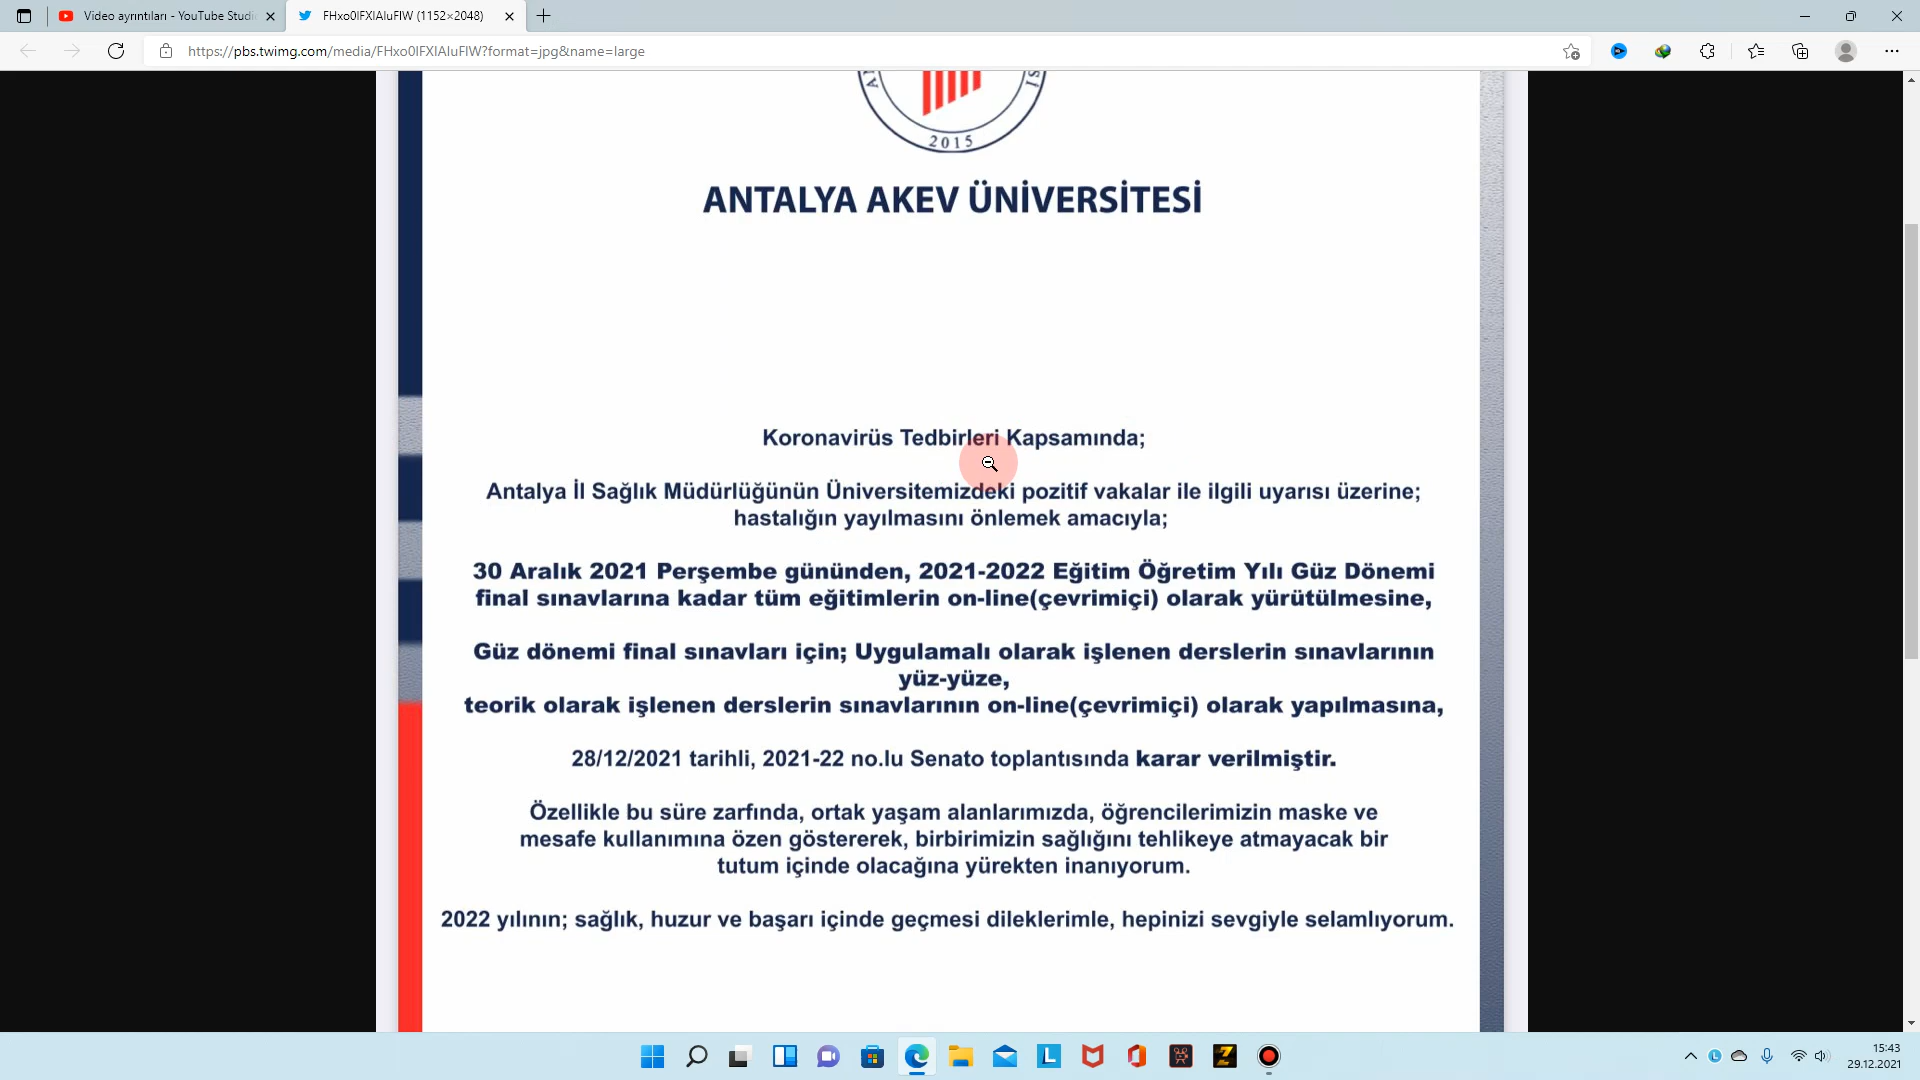 Video ayrıntıları - YouTube Studi
FHxo0IFXIAIuFIW (1152×2048)
https://pbs.twimg.com/media/FHxo0IFXIAIuFIW?format=jpg&name=large
2015
ANTALYA AKEV ÜNİVERSİTESİ
Koronavirüs Tedbirleri Kapsamında;
Antalya İl Sağlık Müdürlüğünün Üniversitemizdeki pozitif vakalar ile ilgili uyarısı üzerine;
hastalığın yayılmasını önlemek amacıyla;
30 Aralık 2021 Perşembe gününden, 2021-2022 Eğitim Öğretim Yılı Güz Dönemi
final sınavlarına kadar tüm eğitimlerin on-line(çevrimiçi) olarak yürütülmesine,
Güz dönemi final sınavları için; Uygulamalı olarak işlenen derslerin sınavlarının
yüz-yüze,
teorik olarak işlenen derslerin sınavlarının on-line(çevrimiçi) olarak yapılmasına,
28/12/2021 tarihli, 2021-22 no.lu Senato toplantısında karar verilmiştir.
Özellikle bu süre zarfında, ortak yaşam alanlarımızda, öğrencilerimizin maske ve
mesafe kullanımına özen göstererek, birbirimizin sağlığını tehlikeye atmayacak bir
tutum içinde olacağına yürekten inanıyorum.
2022 yılının; sağlık, huzur ve başarı içinde geçmesi dileklerimle, hepinizi sevgiyle selamlıyorum.
15:43
29.12.2021